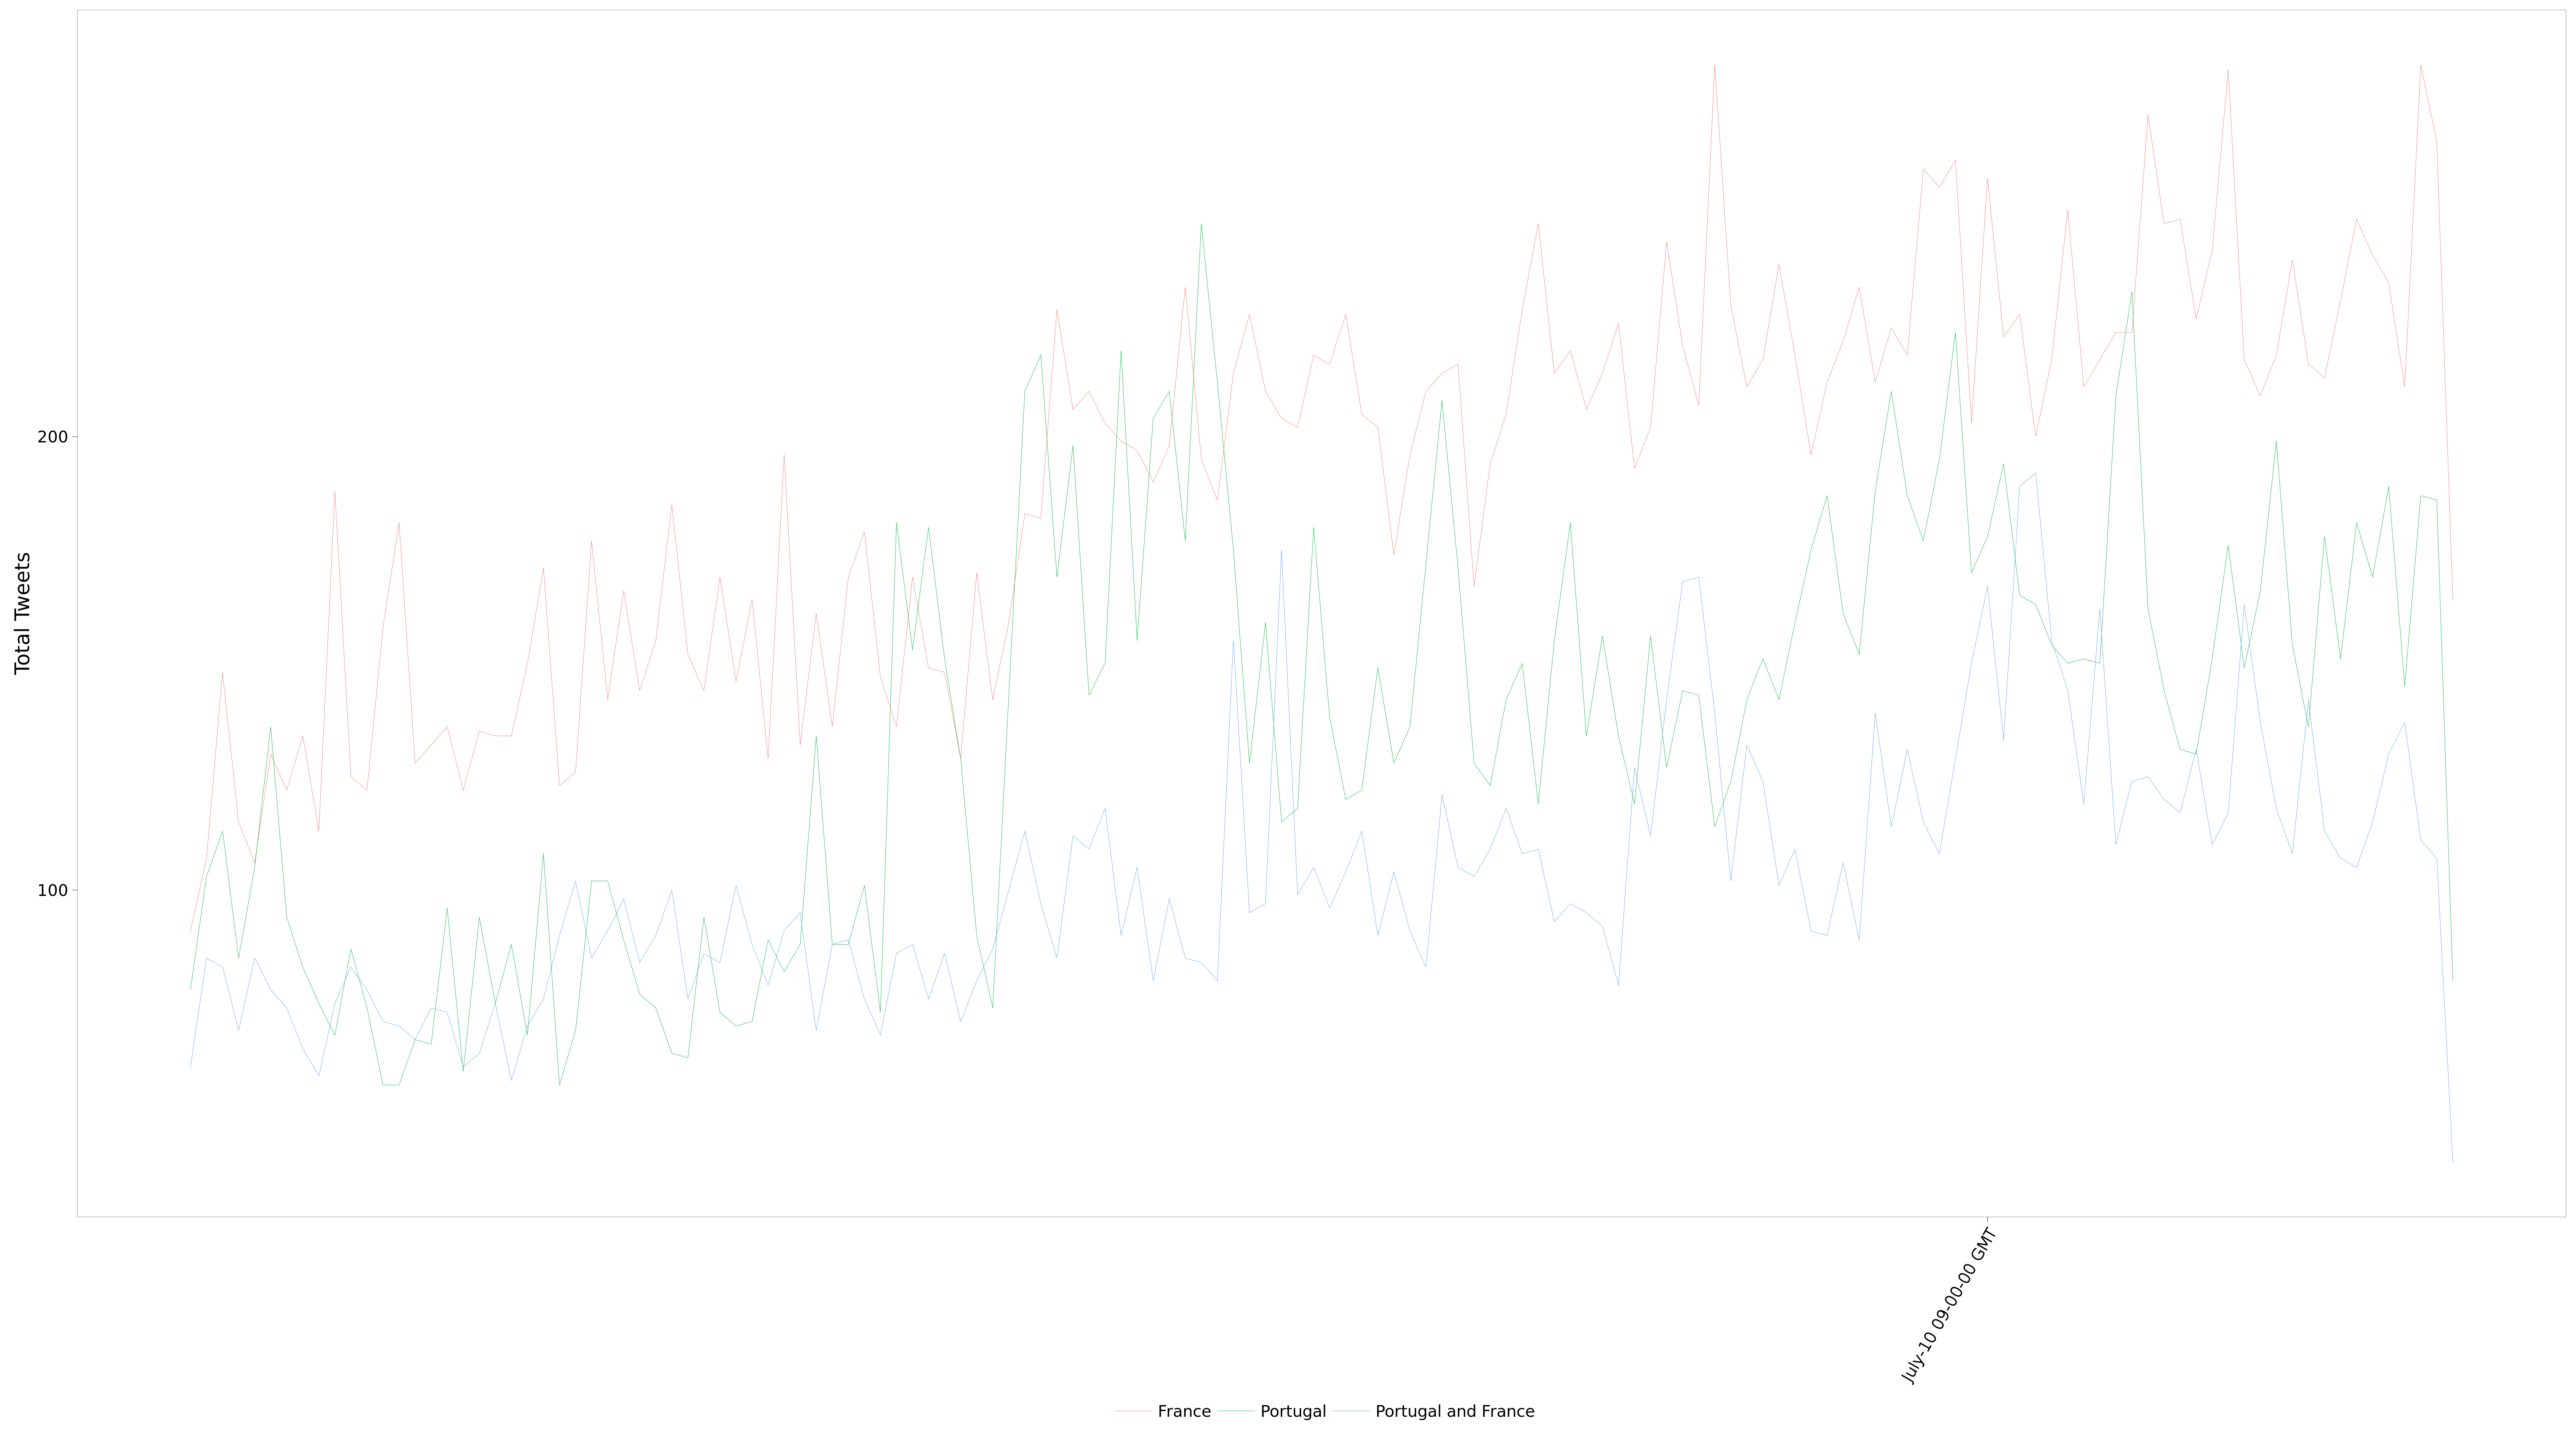 Total Tweets
200
100
July-10 09-00-00 GMT
France Portugal Portugal and France